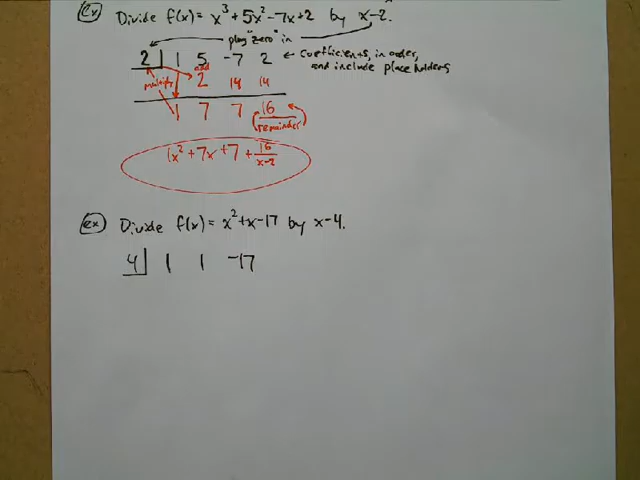 Ex Divide f(x) = x³ + 5x² - 7x + 2 by x - 2.
plug "zero" in
2 | 1 5 -7 2 ← coefficients, in order,
and include place holders
add
multiply 2 14 14
1 7 7 16
remainder
1x² + 7x + 7 + 16/(x-2)
ex Divide f(x) = x² + x - 17 by x - 4.
4 | 1 1 -17